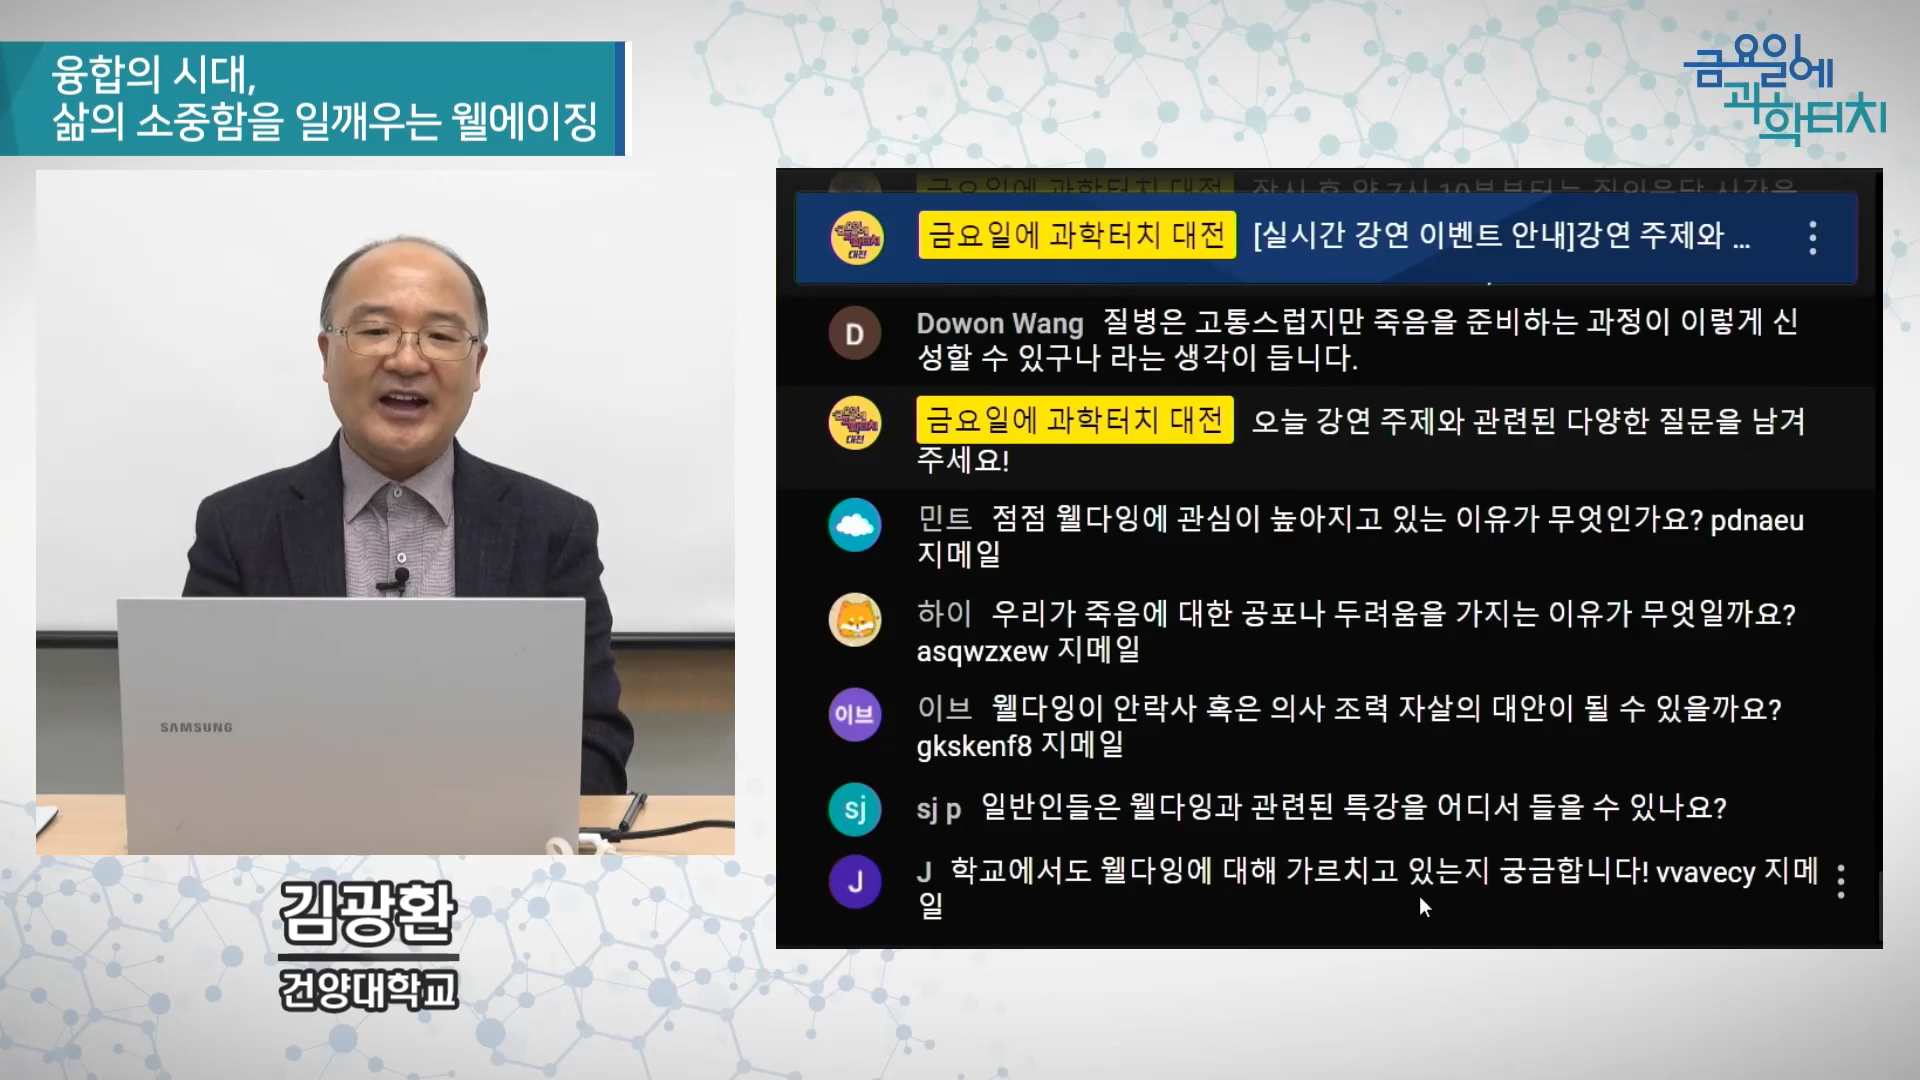 융합의 시대,
삶의 소중함을 일깨우는 웰에이징
금요일에
과학터치
금요일에 과학터치 대전 [실시간 강연 이벤트 안내]강연 주제와 ...
Dowon Wang 질병은 고통스럽지만 죽음을 준비하는 과정이 이렇게 신
성할 수 있구나 라는 생각이 듭니다.
금요일에 과학터치 대전 오늘 강연 주제와 관련된 다양한 질문을 남겨
주세요!
민트 점점 웰다잉에 관심이 높아지고 있는 이유가 무엇인가요? pdnaeu
지메일
하이 우리가 죽음에 대한 공포나 두려움을 가지는 이유가 무엇일까요?
asqwzxew 지메일
이브
이브 웰다잉이 안락사 혹은 의사 조력 자살의 대안이 될 수 있을까요?
gkskenf8 지메일
sj
sj p 일반인들은 웰다잉과 관련된 특강을 어디서 들을 수 있나요?
J
J 학교에서도 웰다잉에 대해 가르치고 있는지 궁금합니다! vvavecy 지메
일
D
SAMSUNG
김광환
건양대학교